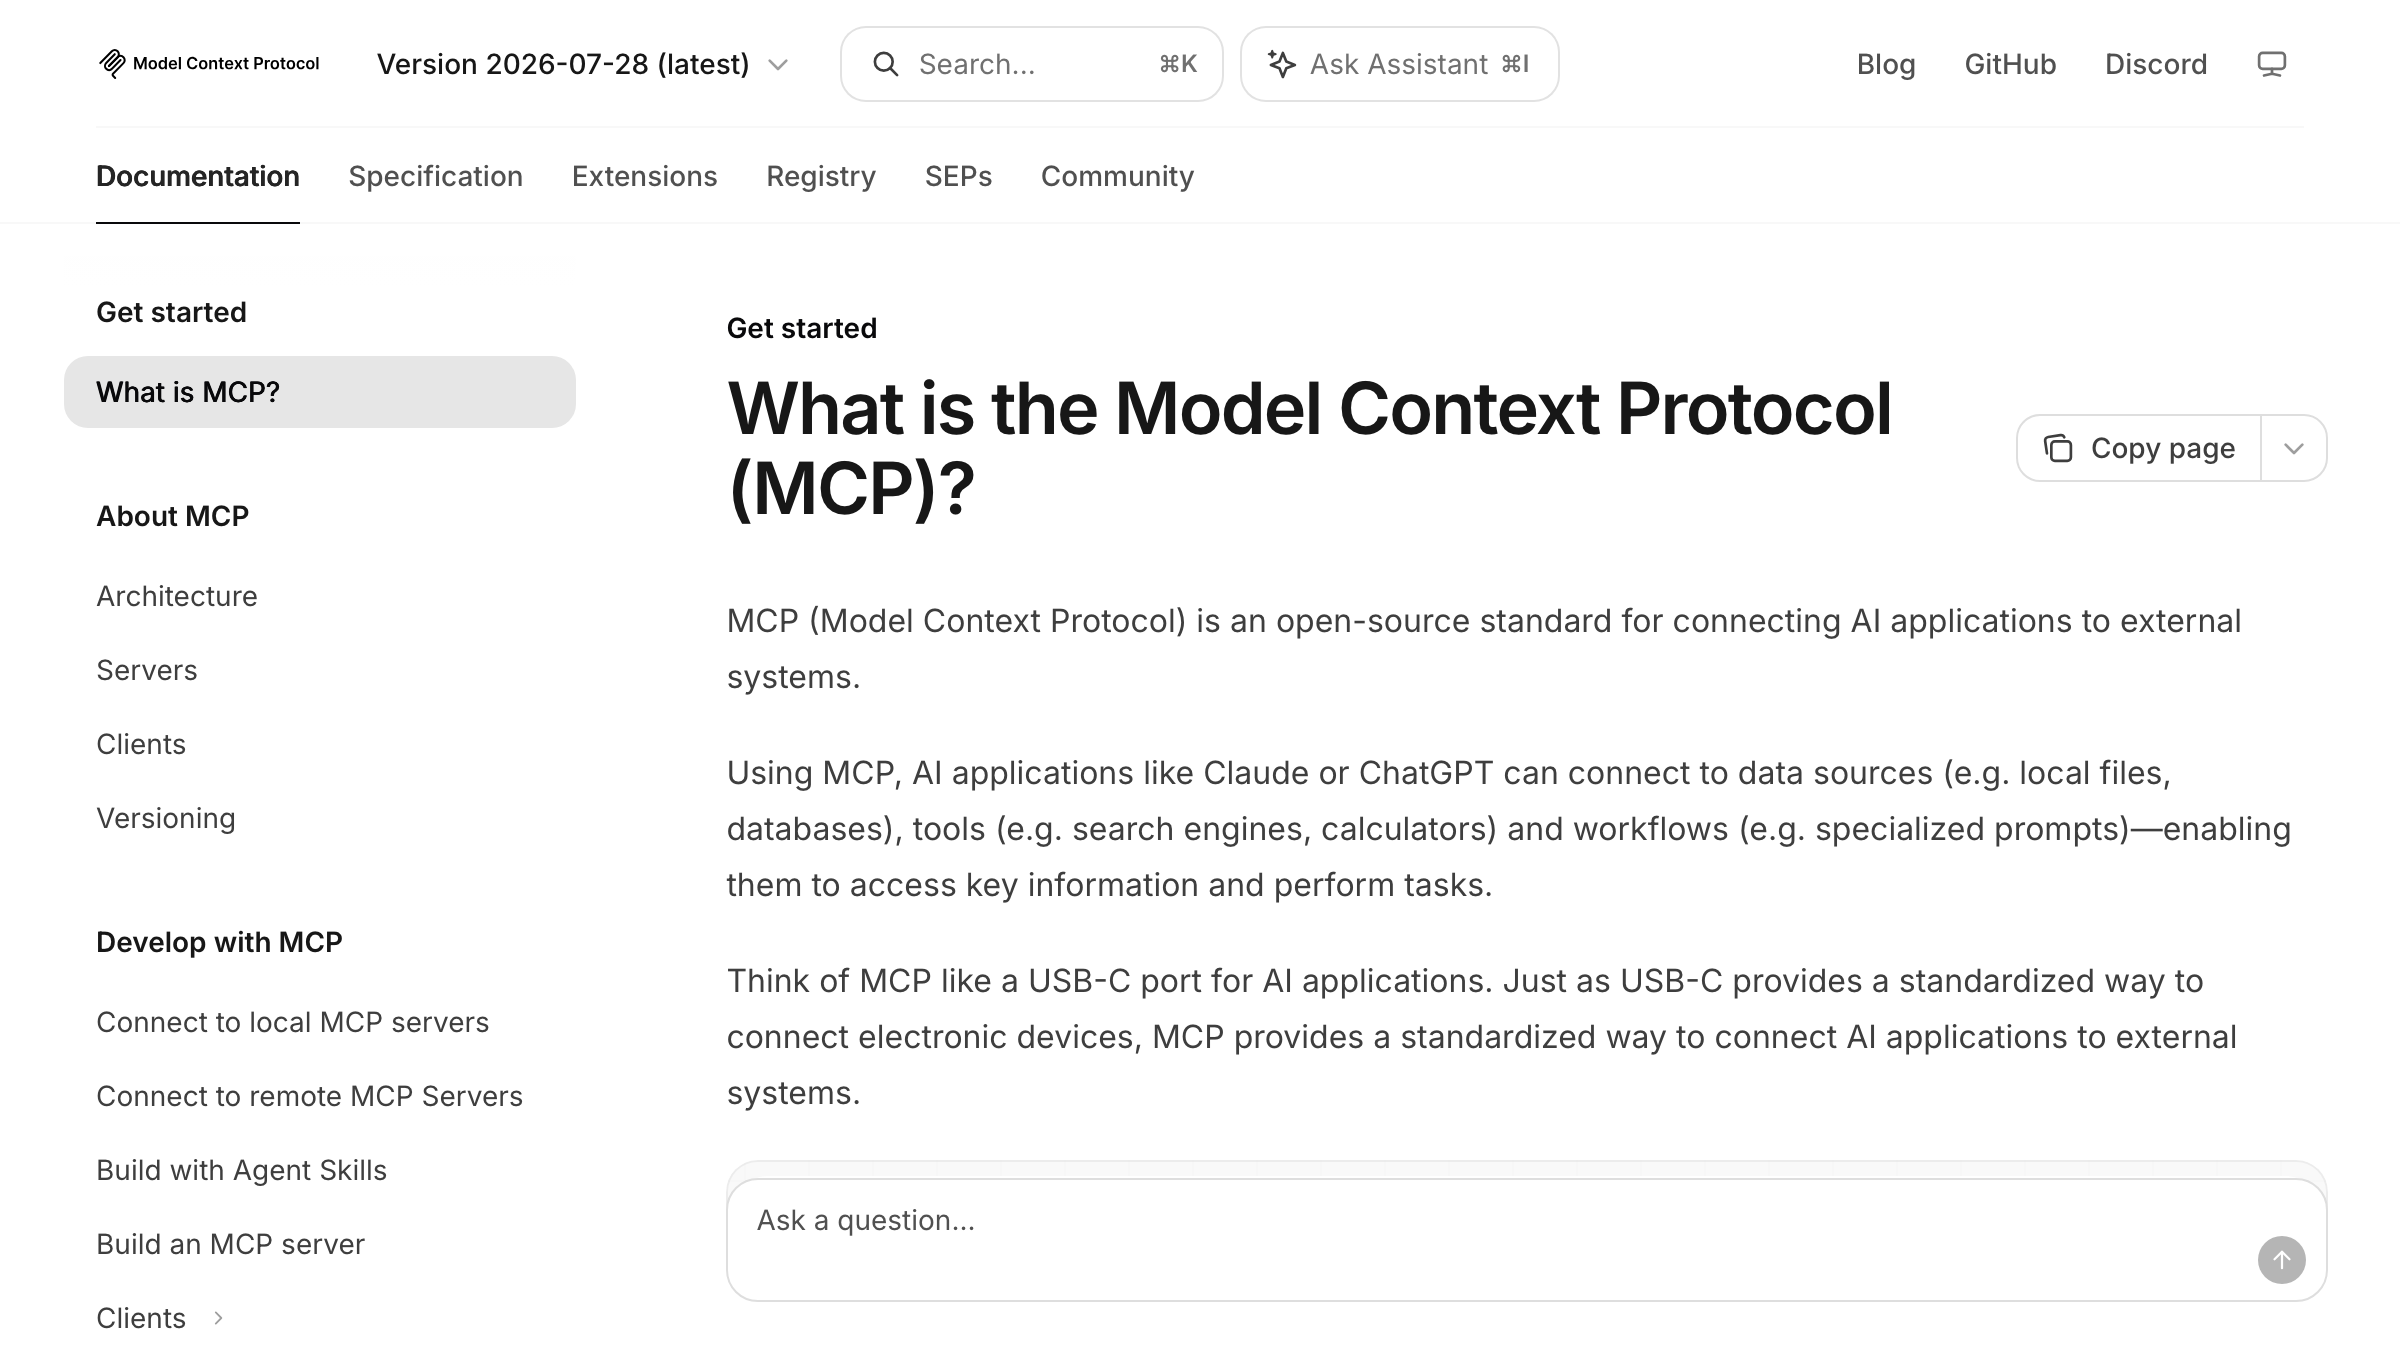 Model Context Protocol
Version 2026-07-28 (latest)
Search...
⌘K
Ask Assistant
⌘I
Blog
GitHub
Discord
Documentation
Specification
Extensions
Registry
SEPs
Community
Get started
What is MCP?
About MCP
Architecture
Servers
Clients
Versioning
Develop with MCP
Connect to local MCP servers
Connect to remote MCP Servers
Build with Agent Skills
Build an MCP server
Clients
Get started
What is the Model Context Protocol
(MCP)?
Copy page
MCP (Model Context Protocol) is an open-source standard for connecting AI applications to external
systems.
Using MCP, AI applications like Claude or ChatGPT can connect to data sources (e.g. local files,
databases), tools (e.g. search engines, calculators) and workflows (e.g. specialized prompts)—enabling
them to access key information and perform tasks.
Think of MCP like a USB-C port for AI applications. Just as USB-C provides a standardized way to
connect electronic devices, MCP provides a standardized way to connect AI applications to external
systems.
Ask a question...